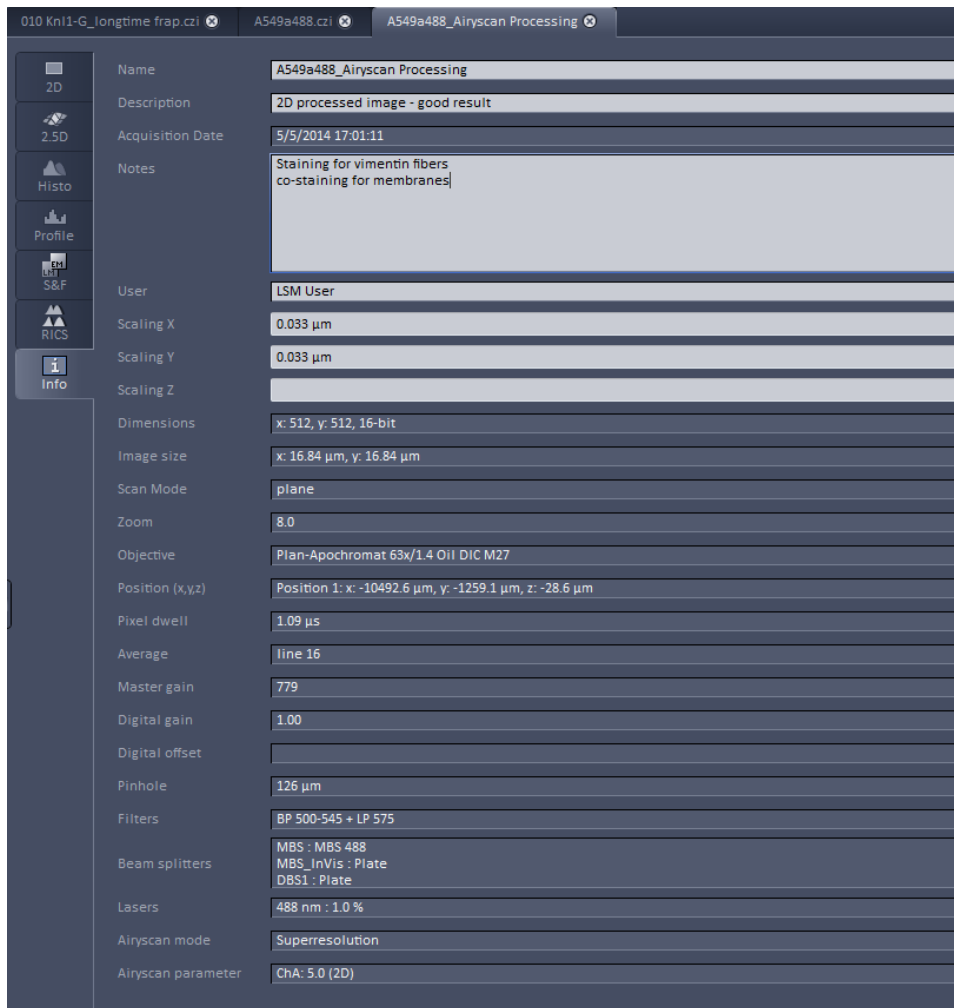 010 Knl1-G_longtime frap.czi A549a488.czi A549a488_Airyscan Processing
2D
2.5D
Histo
Profile
EM
LM
S&F
RICS
i
Info
Name A549a488_Airyscan Processing
Description 2D processed image - good result
Acquisition Date 5/5/2014 17:01:11
Notes Staining for vimentin fibers
co-staining for membranes
User LSM User
Scaling X 0.033 µm
Scaling Y 0.033 µm
Scaling Z
Dimensions x: 512, y: 512, 16-bit
Image size x: 16.84 µm, y: 16.84 µm
Scan Mode plane
Zoom 8.0
Objective Plan-Apochromat 63x/1.4 Oil DIC M27
Position (x,y,z) Position 1: x: -10492.6 µm, y: -1259.1 µm, z: -28.6 µm
Pixel dwell 1.09 µs
Average line 16
Master gain 779
Digital gain 1.00
Digital offset
Pinhole 126 µm
Filters BP 500-545 + LP 575
Beam splitters MBS : MBS 488
MBS_InVis : Plate
DBS1 : Plate
Lasers 488 nm : 1.0 %
Airyscan mode Superresolution
Airyscan parameter ChA: 5.0 (2D)